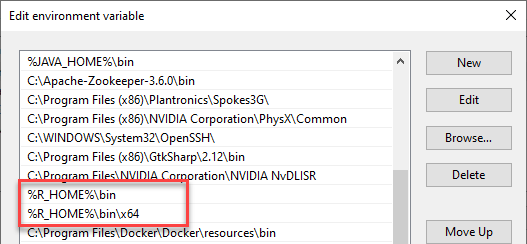 Edit environment variable
%JAVA_HOME%\bin
New
C:\Apache-Zookeeper-3.6.0\bin
C:\Program Files (x86)\Plantronics\Spokes3G\
Edit
C:\Program Files (x86)\NVIDIA Corporation\PhysX\Common
C:\WINDOWS\System32\OpenSSH\
Browse...
C:\Program Files (x86)\GtkSharp\2.12\bin
C:\Program Files\NVIDIA Corporation\NVIDIA NvDLISR
Delete
%R_HOME%\bin
%R_HOME%\bin\x64
C:\Program Files\Docker\Docker\resources\bin
Move Up